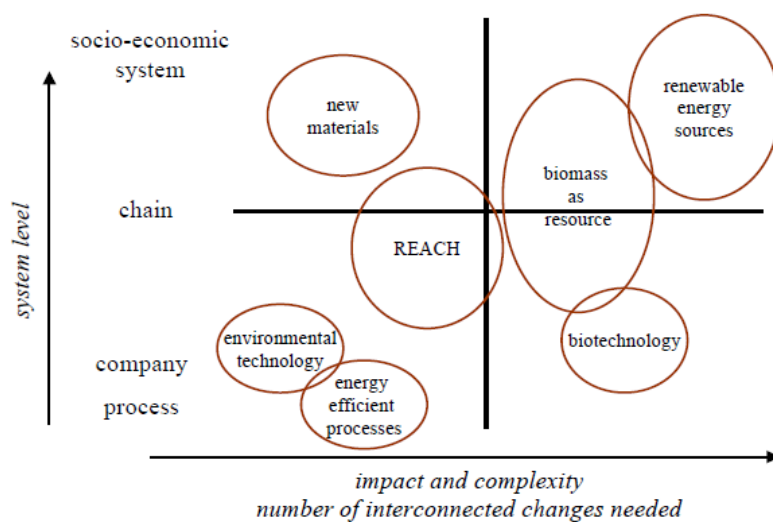 socio-economic
system
new
materials
renewable
energy
sources
biomass
as
resource
chain
REACH
system level
environmental
technology
biotechnology
company
process
energy
efficient
processes
impact and complexity
number of interconnected changes needed